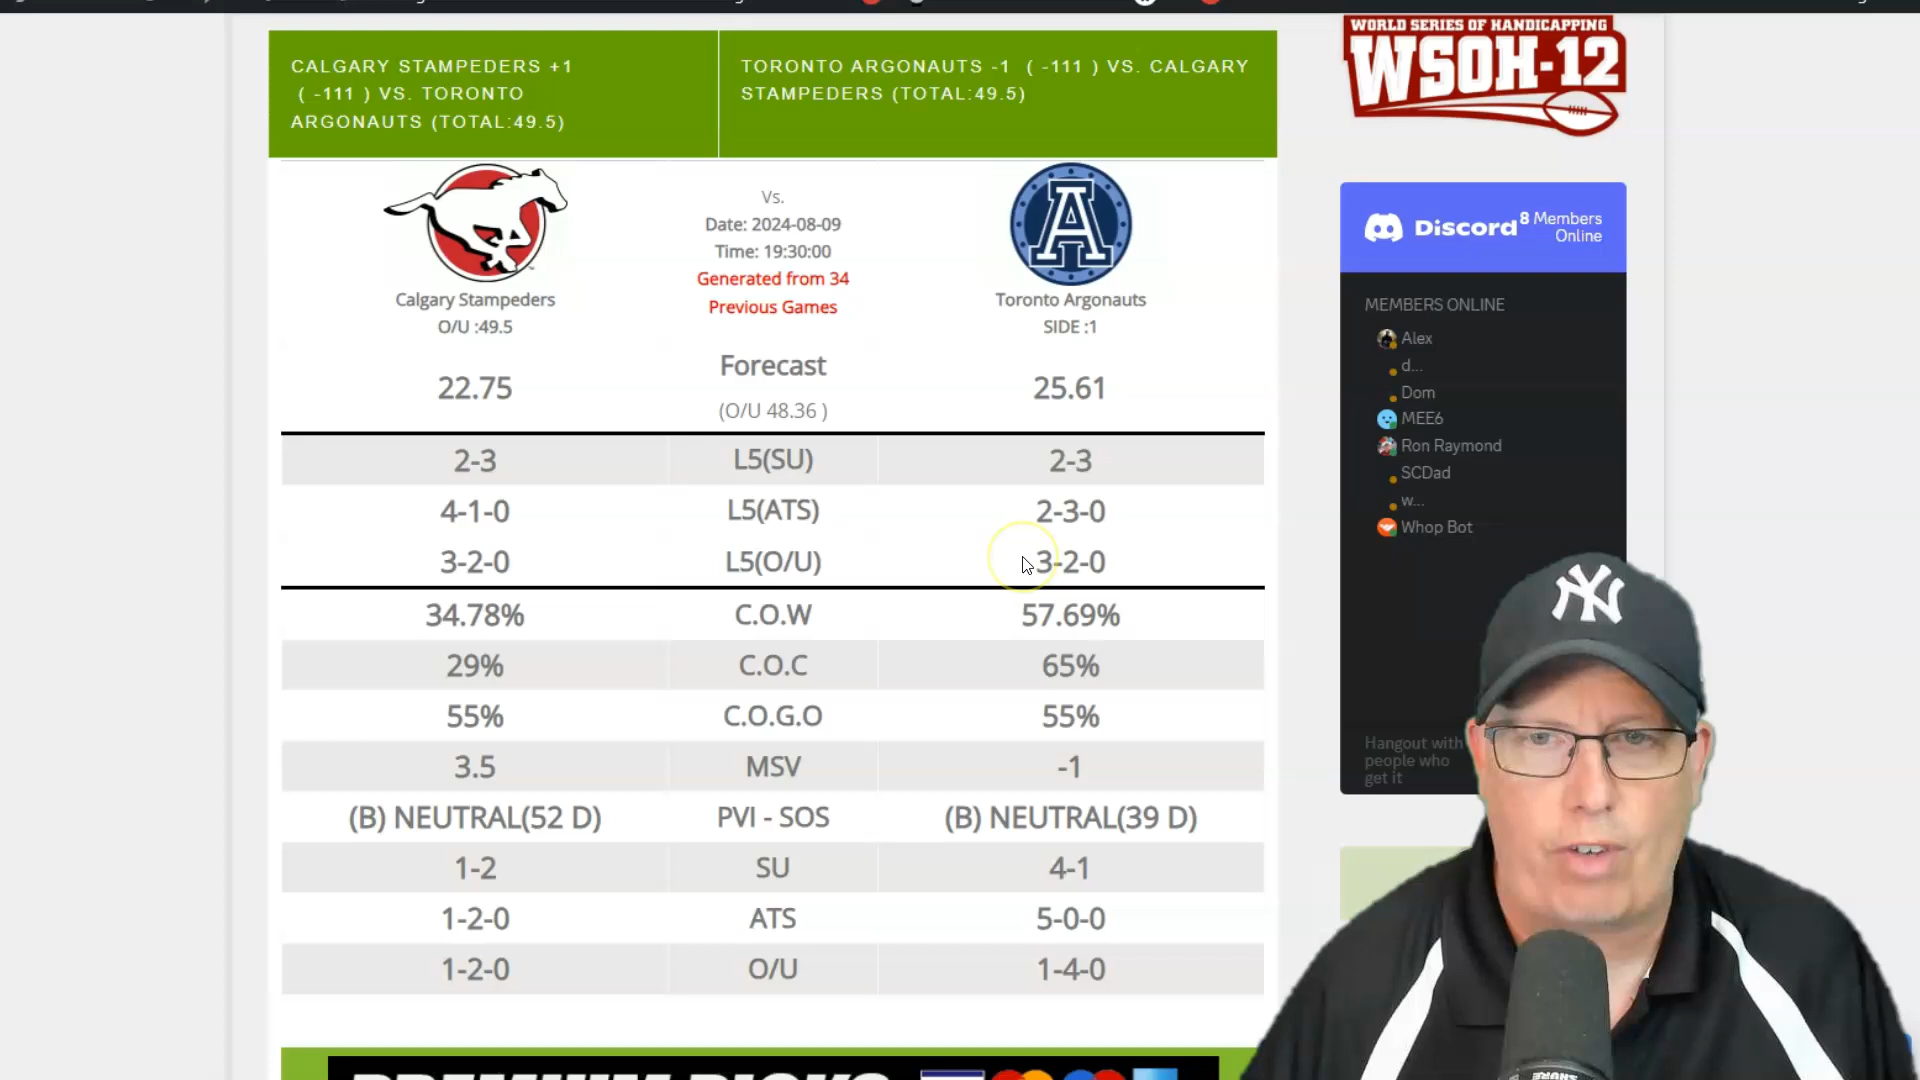 CALGARY STAMPEDERS +1
( -111 ) VS. TORONTO
ARGONAUTS (TOTAL:49.5)
TORONTO ARGONAUTS -1 ( -111 ) VS. CALGARY
STAMPEDERS (TOTAL:49.5)
WORLD SERIES OF HANDICAPPING
WSOH-12
Vs.
Date: 2024-08-09
Time: 19:30:00
Generated from 34
Previous Games
A
Calgary Stampeders
O/U :49.5
Toronto Argonauts
SIDE :1
22.75
Forecast
(O/U 48.36 )
25.61
2-3 L5(SU) 2-3
4-1-0 L5(ATS) 2-3-0
3-2-0 L5(O/U) 3-2-0
34.78% C.O.W 57.69%
29% C.O.C 65%
55% C.O.G.O 55%
3.5 MSV -1
(B) NEUTRAL(52 D) PVI - SOS (B) NEUTRAL(39 D)
1-2 SU 4-1
1-2-0 ATS 5-0-0
1-2-0 O/U 1-4-0
Discord
8 Members
Online
MEMBERS ONLINE
Alex
d...
Dom
MEE6
Ron Raymond
SCDad
w...
Whop Bot
Hangout with
people who
get it
NY
PREMIUM PICKS
SHURE